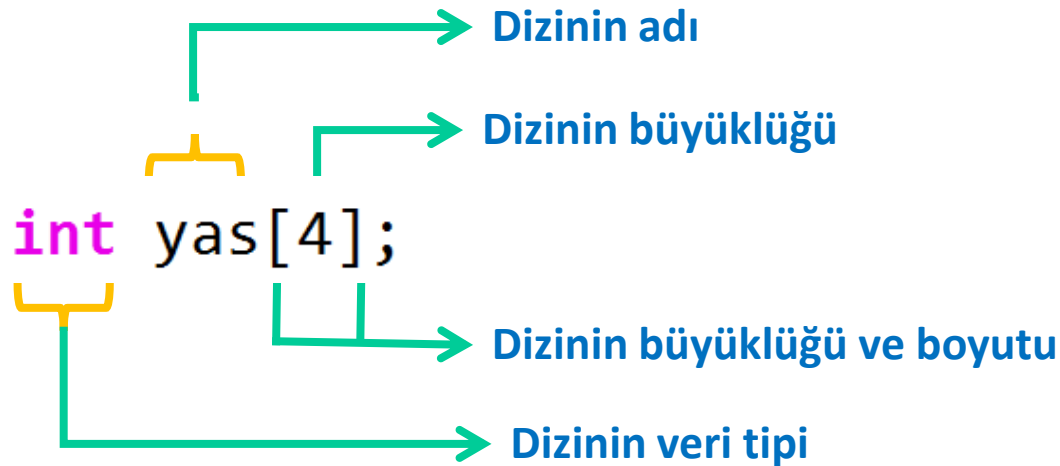 Dizinin adı
Dizinin büyüklüğü
int yas[4];
Dizinin büyüklüğü ve boyutu
Dizinin veri tipi